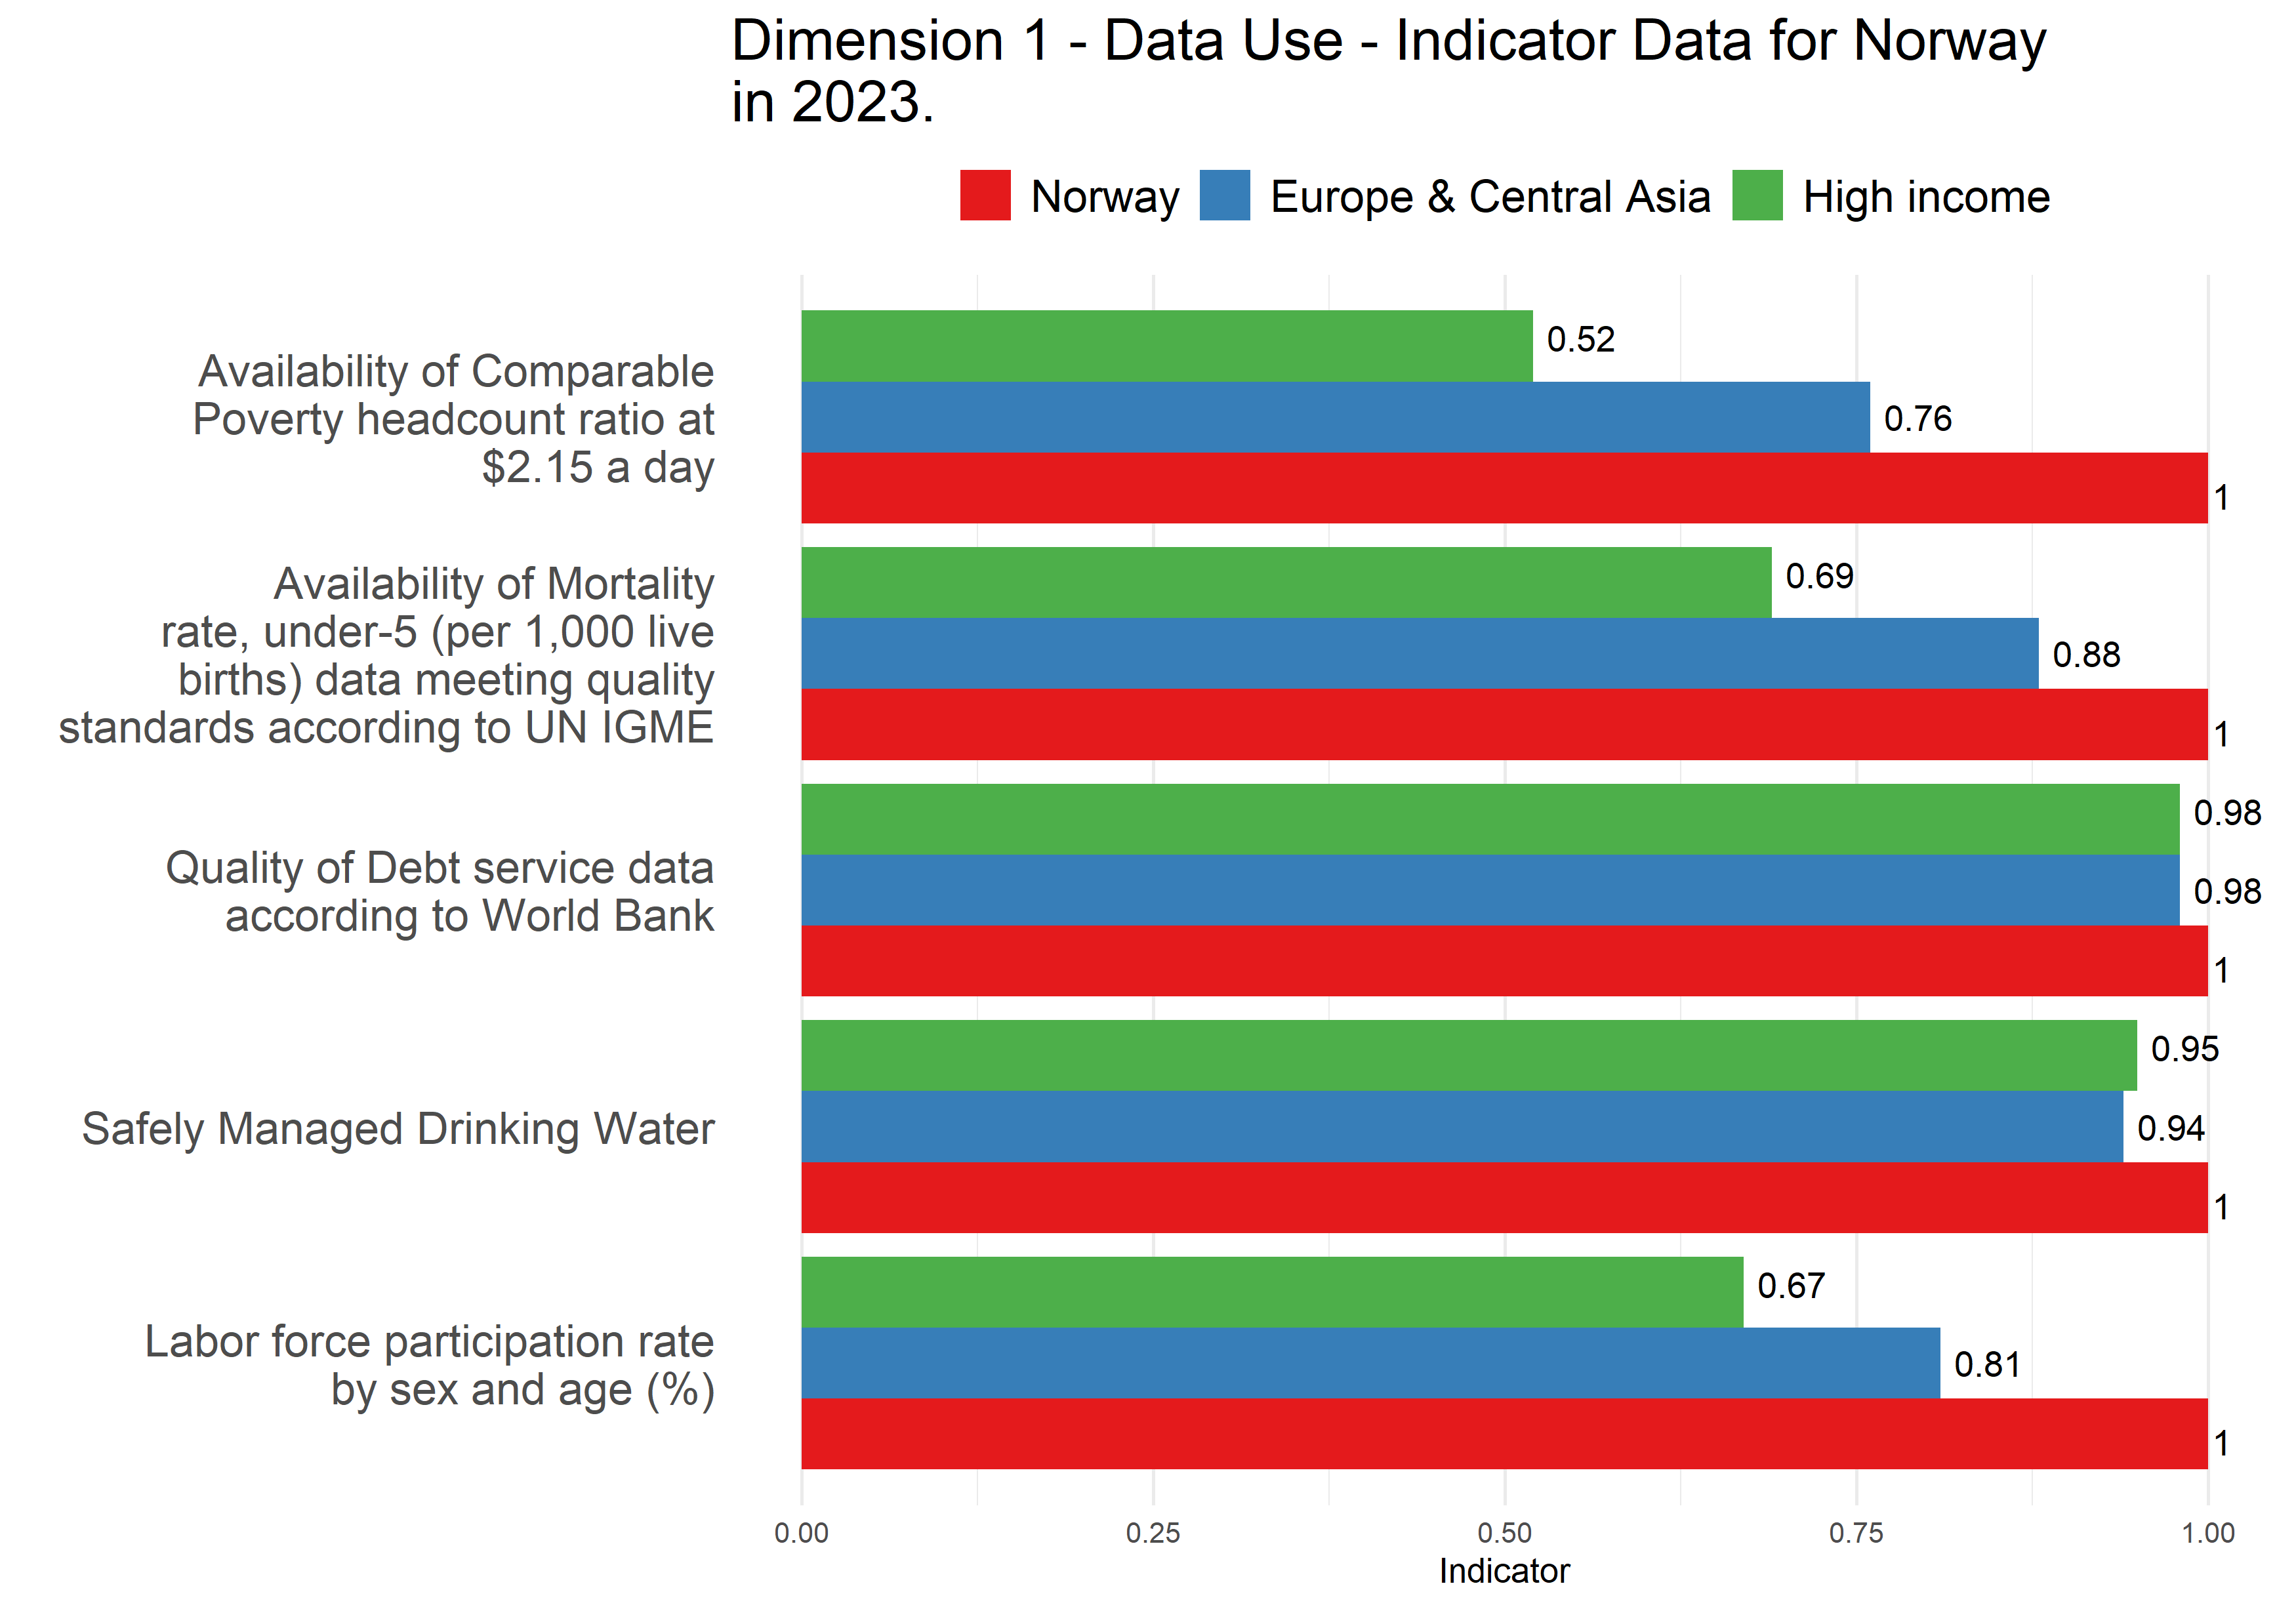 Dimension 1 - Data Use - Indicator Data for Norway
in 2023.
Norway
Europe & Central Asia
High income
Availability of Comparable
Poverty headcount ratio at
$2.15 a day
0.52
0.76
1
Availability of Mortality
rate, under-5 (per 1,000 live
births) data meeting quality
standards according to UN IGME
0.69
0.88
1
Quality of Debt service data
according to World Bank
0.98
0.98
1
Safely Managed Drinking Water
0.95
0.94
1
Labor force participation rate
by sex and age (%)
0.67
0.81
1
0.00
0.25
0.50
0.75
1.00
Indicator